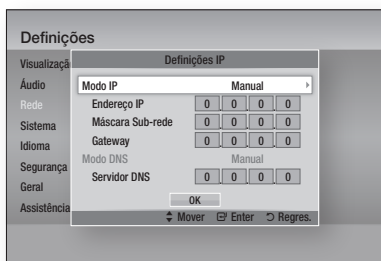 Definições
Visualizaçã
Áudio
Rede
Sistema
Idioma
Segurança
Geral
Assistência
Definições IP
Modo IP Manual
Endereço IP 0 0 0 0
Máscara Sub-rede 0 0 0 0
Gateway 0 0 0 0
Modo DNS Manual
Servidor DNS 0 0 0 0
OK
Mover Enter Regres.